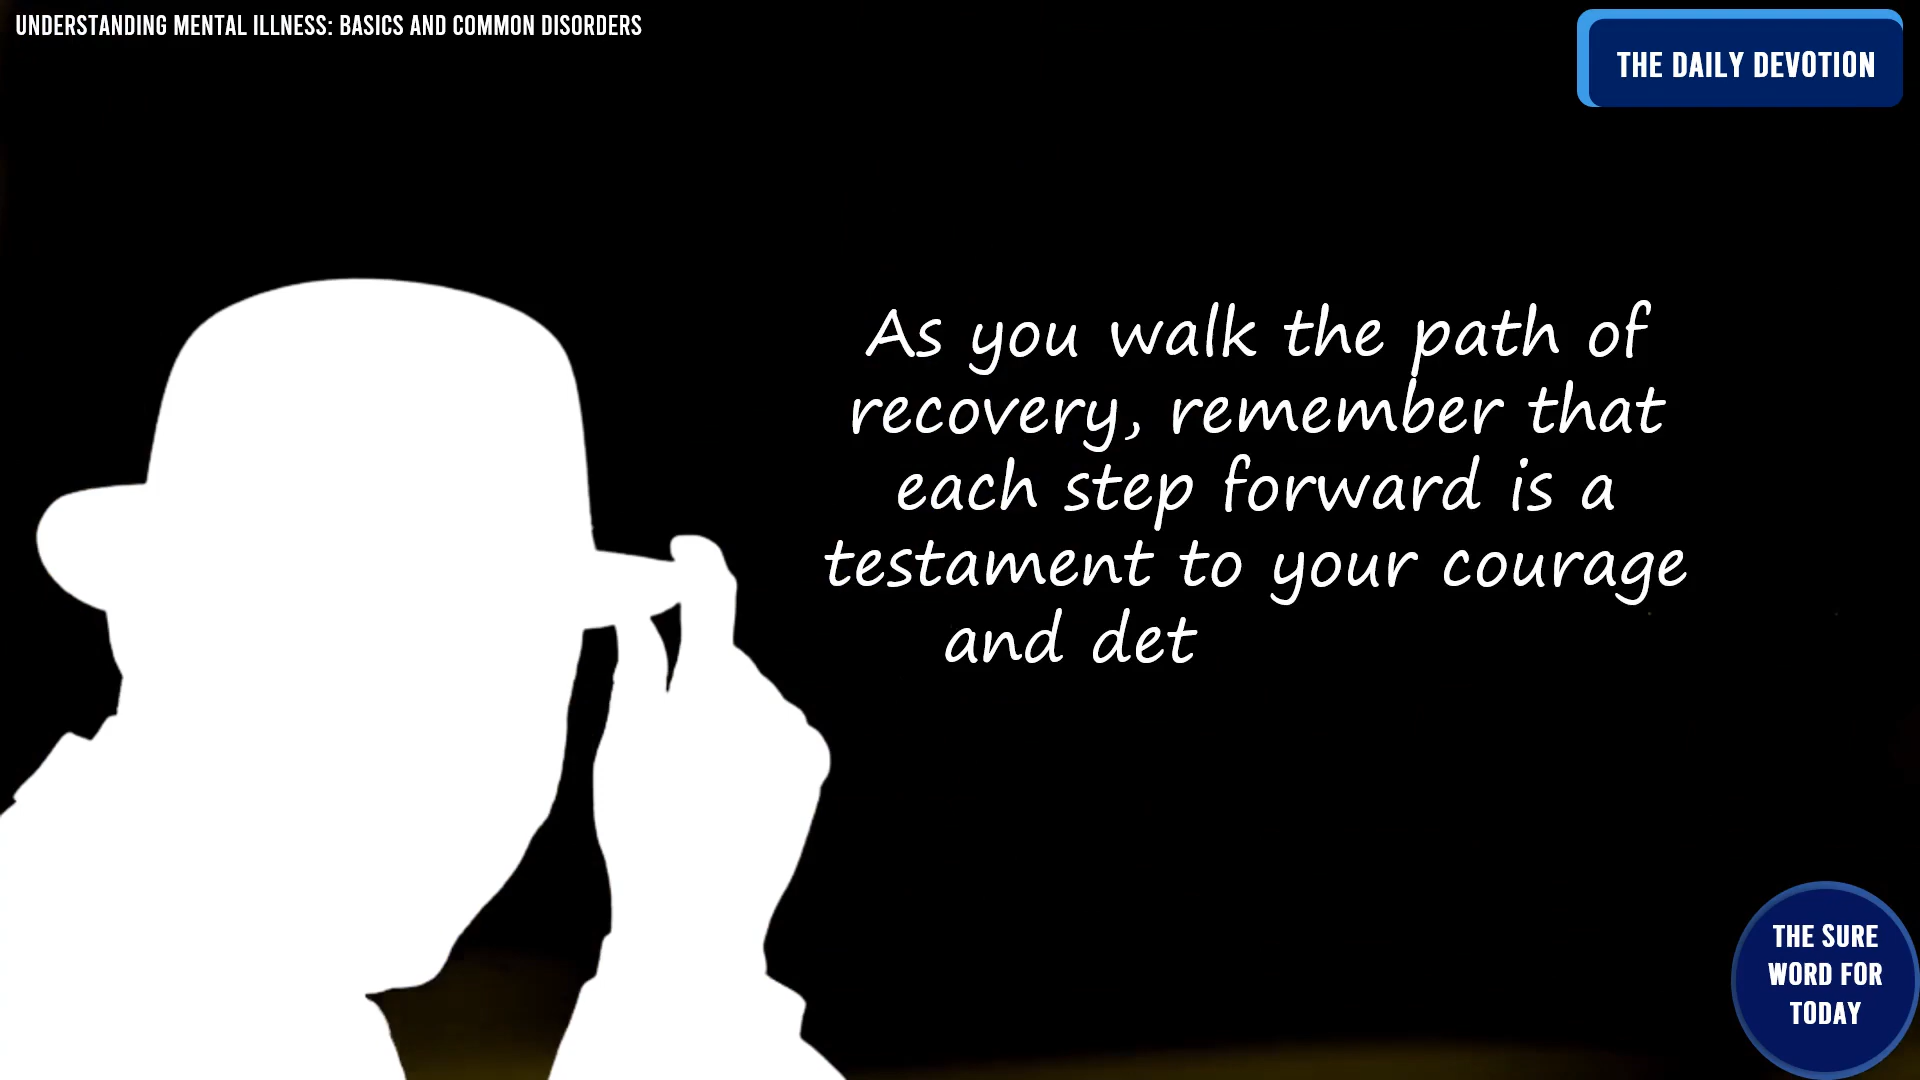 UNDERSTANDING MENTAL ILLNESS: BASICS AND COMMON DISORDERS
THE DAILY DEVOTION
As you walk the path of
recovery, remember that
each step forward is a
testament to your courage
and det
THE SURE
WORD FOR
TODAY